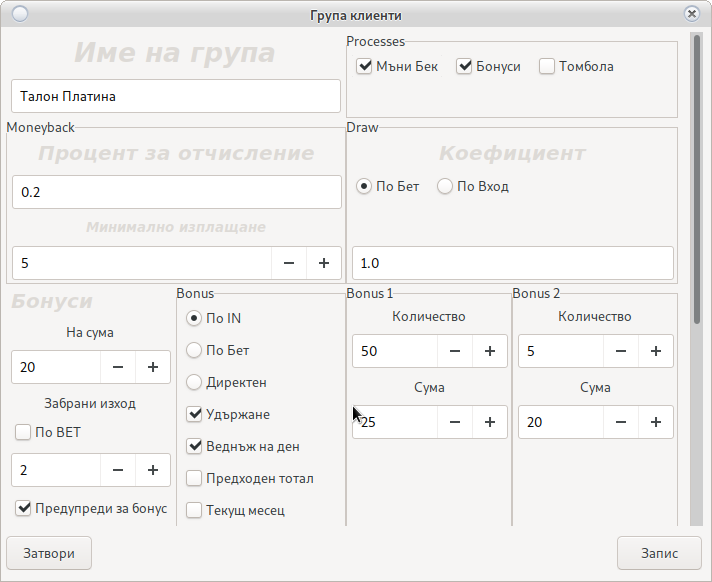 Група клиенти
Име на група
Талон Платина
Processes
Мъни Бек
Бонуси
Томбола
Moneyback
Процент за отчисление
0.2
Минимално изплащане
5
Draw
Коефициент
По Бет
По Вход
1.0
Бонуси
На сума
20
Забрани изход
По BET
2
Предупреди за бонус
Bonus
По IN
По Бет
Директен
Удържане
Веднъж на ден
Предходен тотал
Текущ месец
Bonus 1
Количество
50
Сума
25
Bonus 2
Количество
5
Сума
20
Затвори
Запис